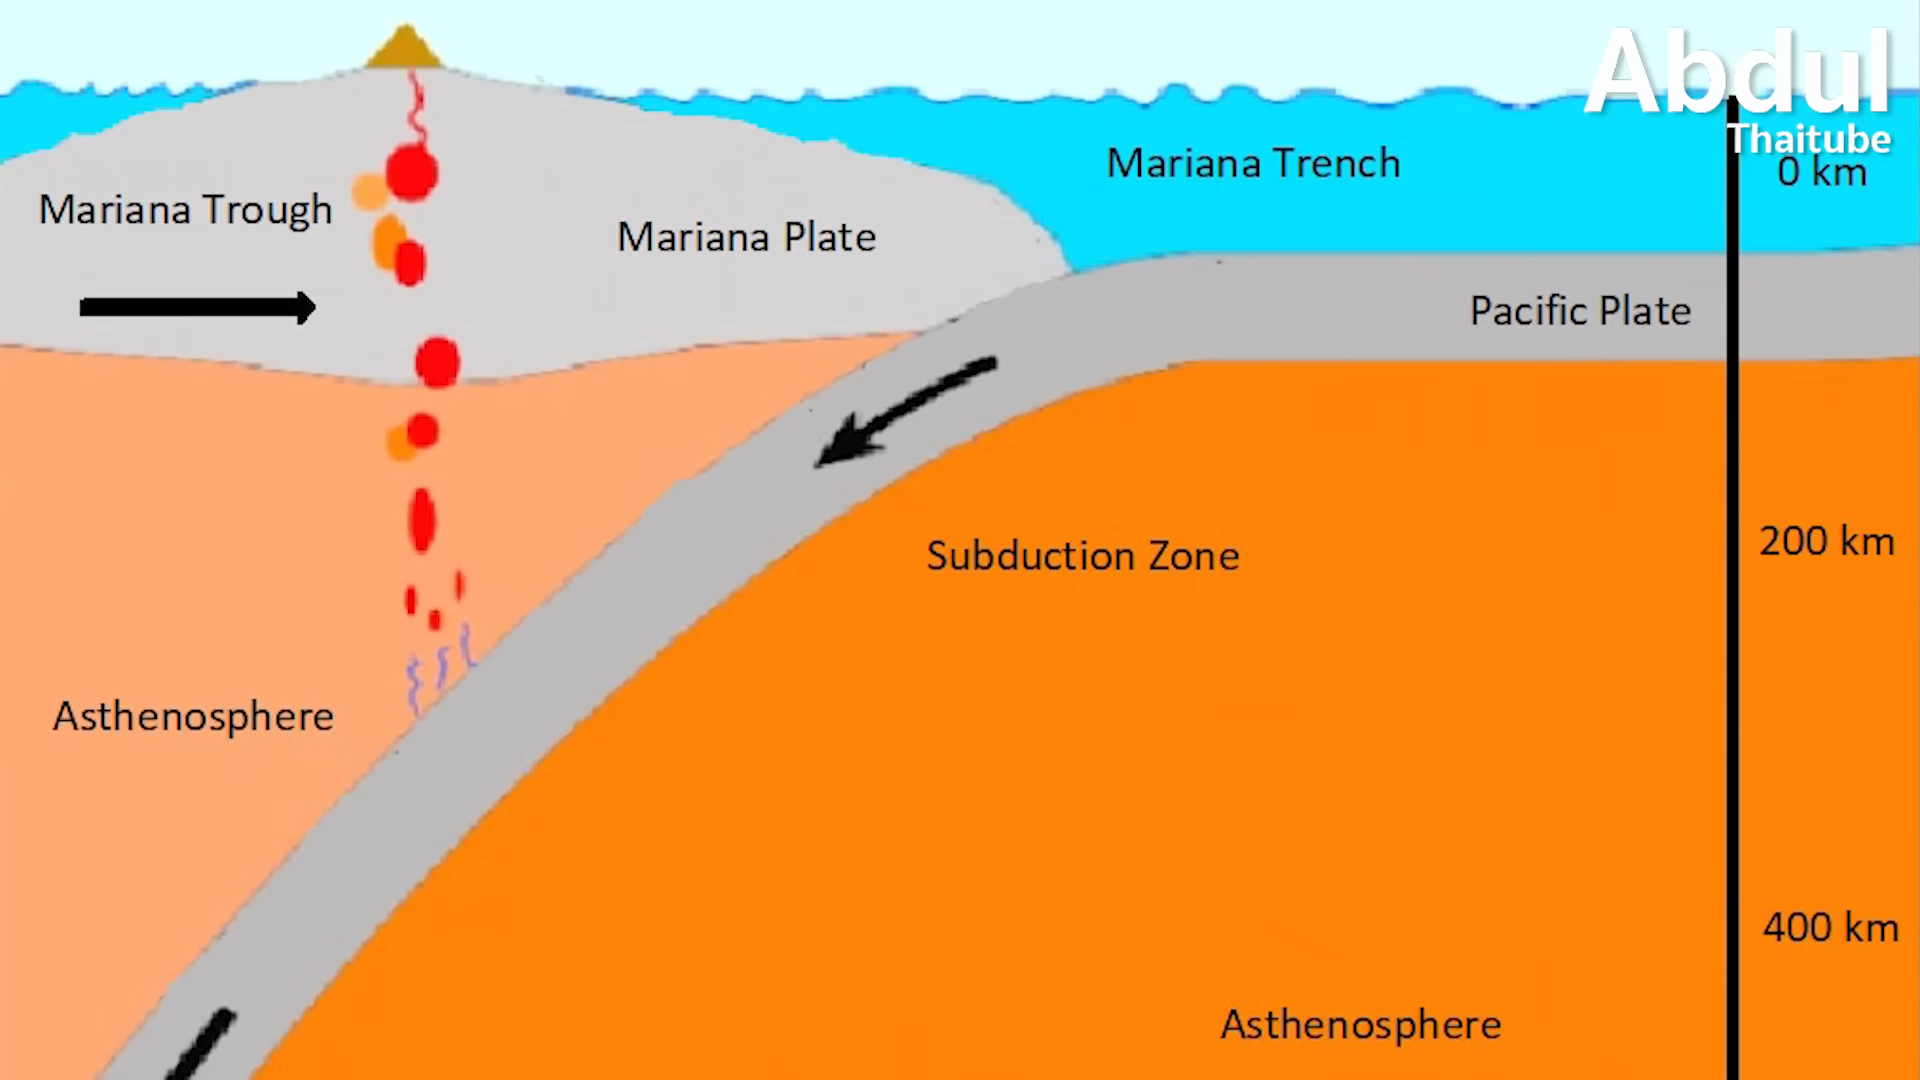 Abdul
Thaitube
0 km
Mariana Trench
Mariana Trough
Mariana Plate
Pacific Plate
200 km
Subduction Zone
Asthenosphere
400 km
Asthenosphere